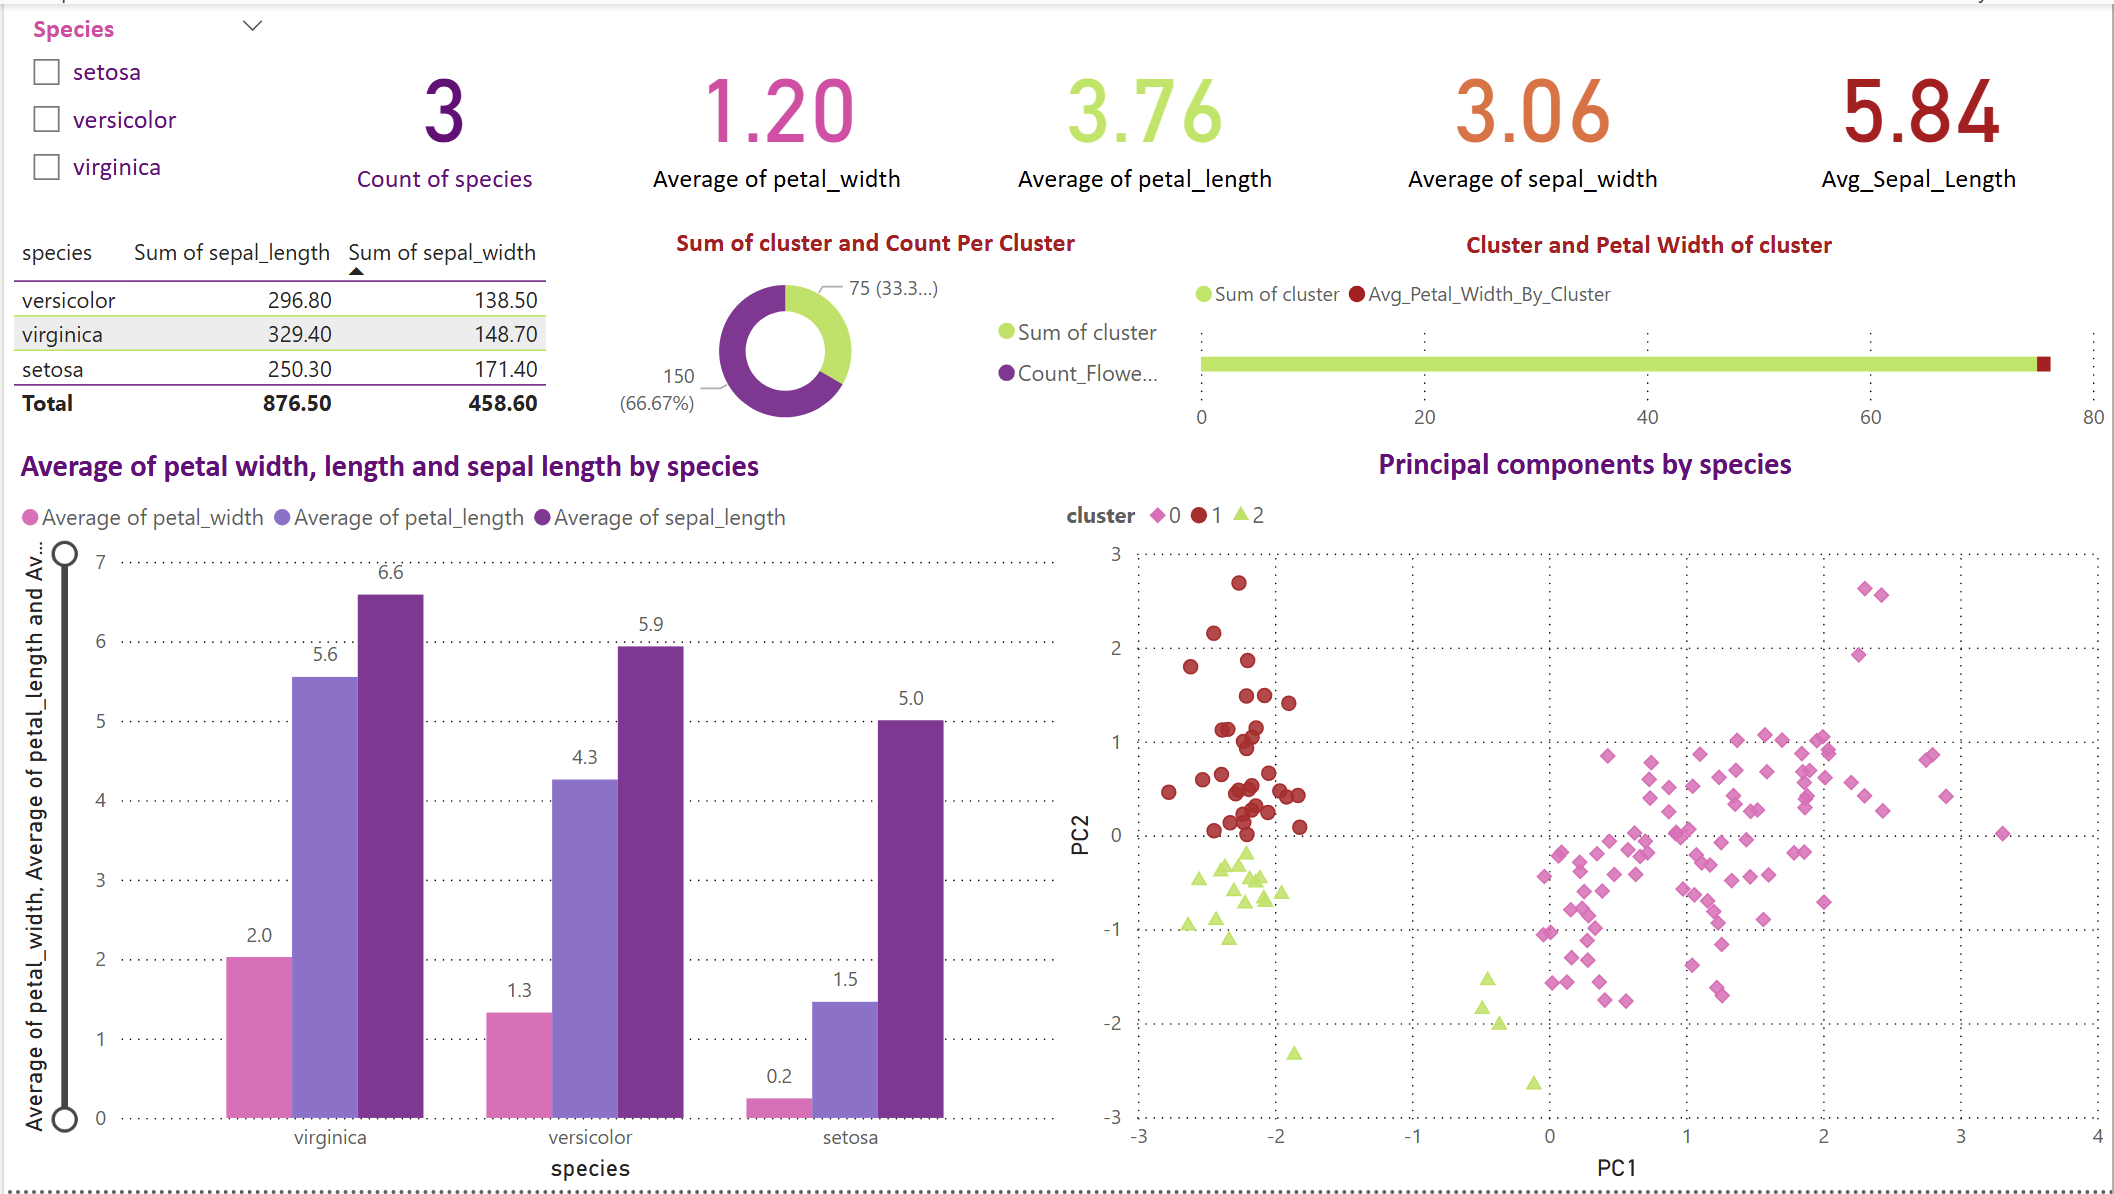 Species
setosa
versicolor
virginica
3
Count of species
1.20
Average of petal_width
3.76
Average of petal_length
3.06
Average of sepal_width
5.84
Avg_Sepal_Length
species Sum of sepal_length Sum of sepal_width
versicolor 296.80 138.50
virginica 329.40 148.70
setosa 250.30 171.40
Total 876.50 458.60
Sum of cluster and Count Per Cluster
75 (33.3...)
150
(66.67%)
Sum of cluster
Count_Flowe...
Cluster and Petal Width of cluster
Sum of cluster Avg_Petal_Width_By_Cluster
0 20 40 60 80
Average of petal width, length and sepal length by species
Average of petal_width Average of petal_length Average of sepal_length
Average of petal_width, Average of petal_length and Av...
7
6
5
4
3
2
1
0
2.0
5.6
6.6
1.3
4.3
5.9
0.2
1.5
5.0
virginica versicolor setosa
species
Principal components by species
cluster 0 1 2
PC2
3
2
1
0
-1
-2
-3
-3 -2 -1 0 1 2 3 4
PC1